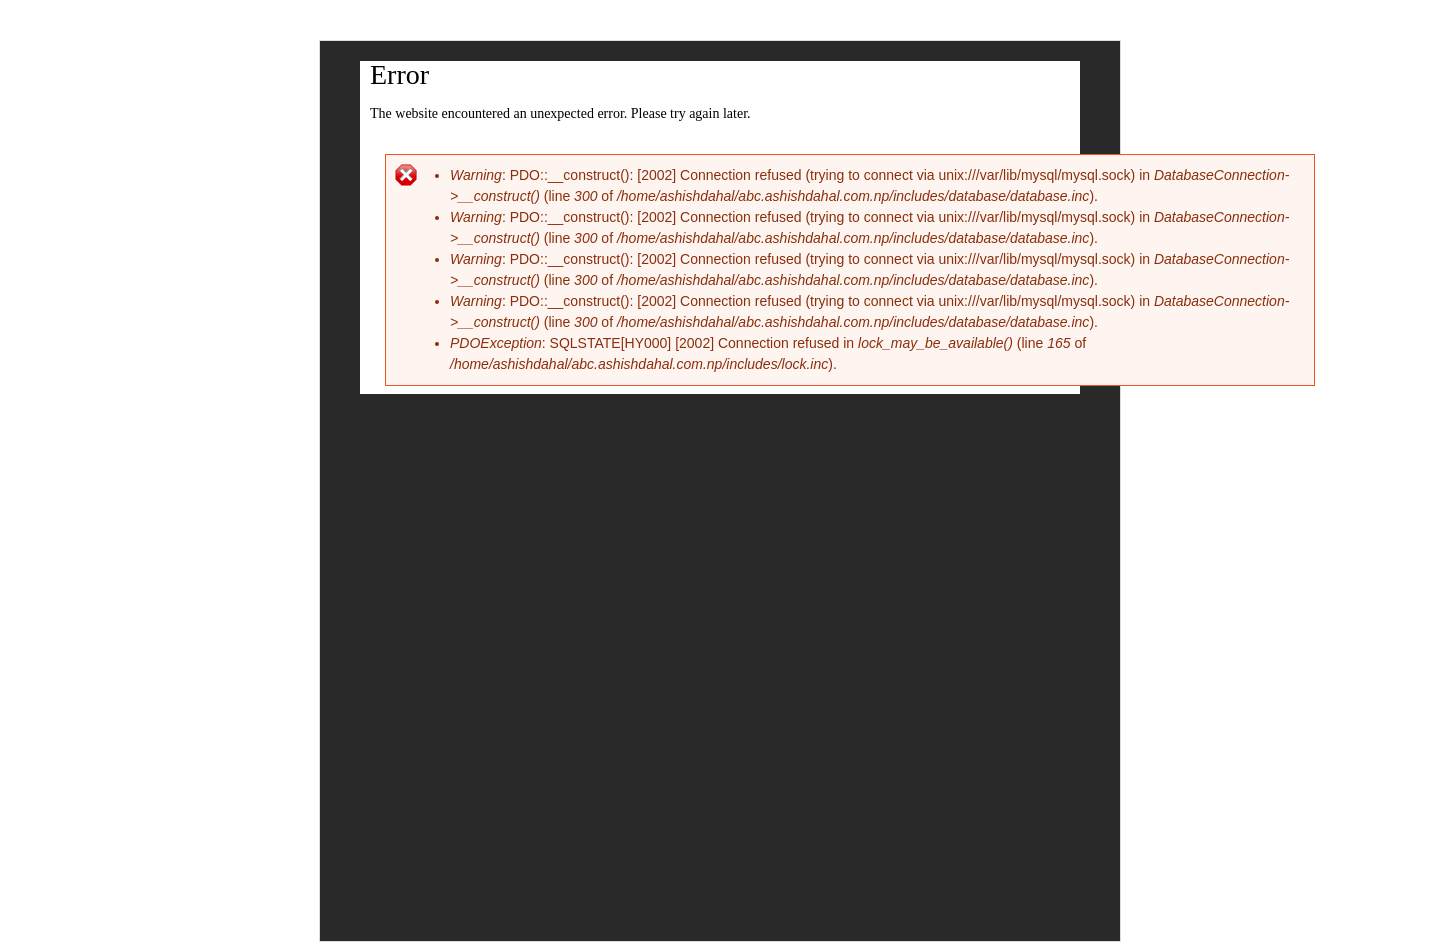 Error
The website encountered an unexpected error. Please try again later.
Warning: PDO::__construct(): [2002] Connection refused (trying to connect via unix:///var/lib/mysql/mysql.sock) in DatabaseConnection-
>__construct() (line 300 of /home/ashishdahal/abc.ashishdahal.com.np/includes/database/database.inc).
Warning: PDO::__construct(): [2002] Connection refused (trying to connect via unix:///var/lib/mysql/mysql.sock) in DatabaseConnection-
>__construct() (line 300 of /home/ashishdahal/abc.ashishdahal.com.np/includes/database/database.inc).
Warning: PDO::__construct(): [2002] Connection refused (trying to connect via unix:///var/lib/mysql/mysql.sock) in DatabaseConnection-
>__construct() (line 300 of /home/ashishdahal/abc.ashishdahal.com.np/includes/database/database.inc).
Warning: PDO::__construct(): [2002] Connection refused (trying to connect via unix:///var/lib/mysql/mysql.sock) in DatabaseConnection-
>__construct() (line 300 of /home/ashishdahal/abc.ashishdahal.com.np/includes/database/database.inc).
PDOException: SQLSTATE[HY000] [2002] Connection refused in lock_may_be_available() (line 165 of
/home/ashishdahal/abc.ashishdahal.com.np/includes/lock.inc).